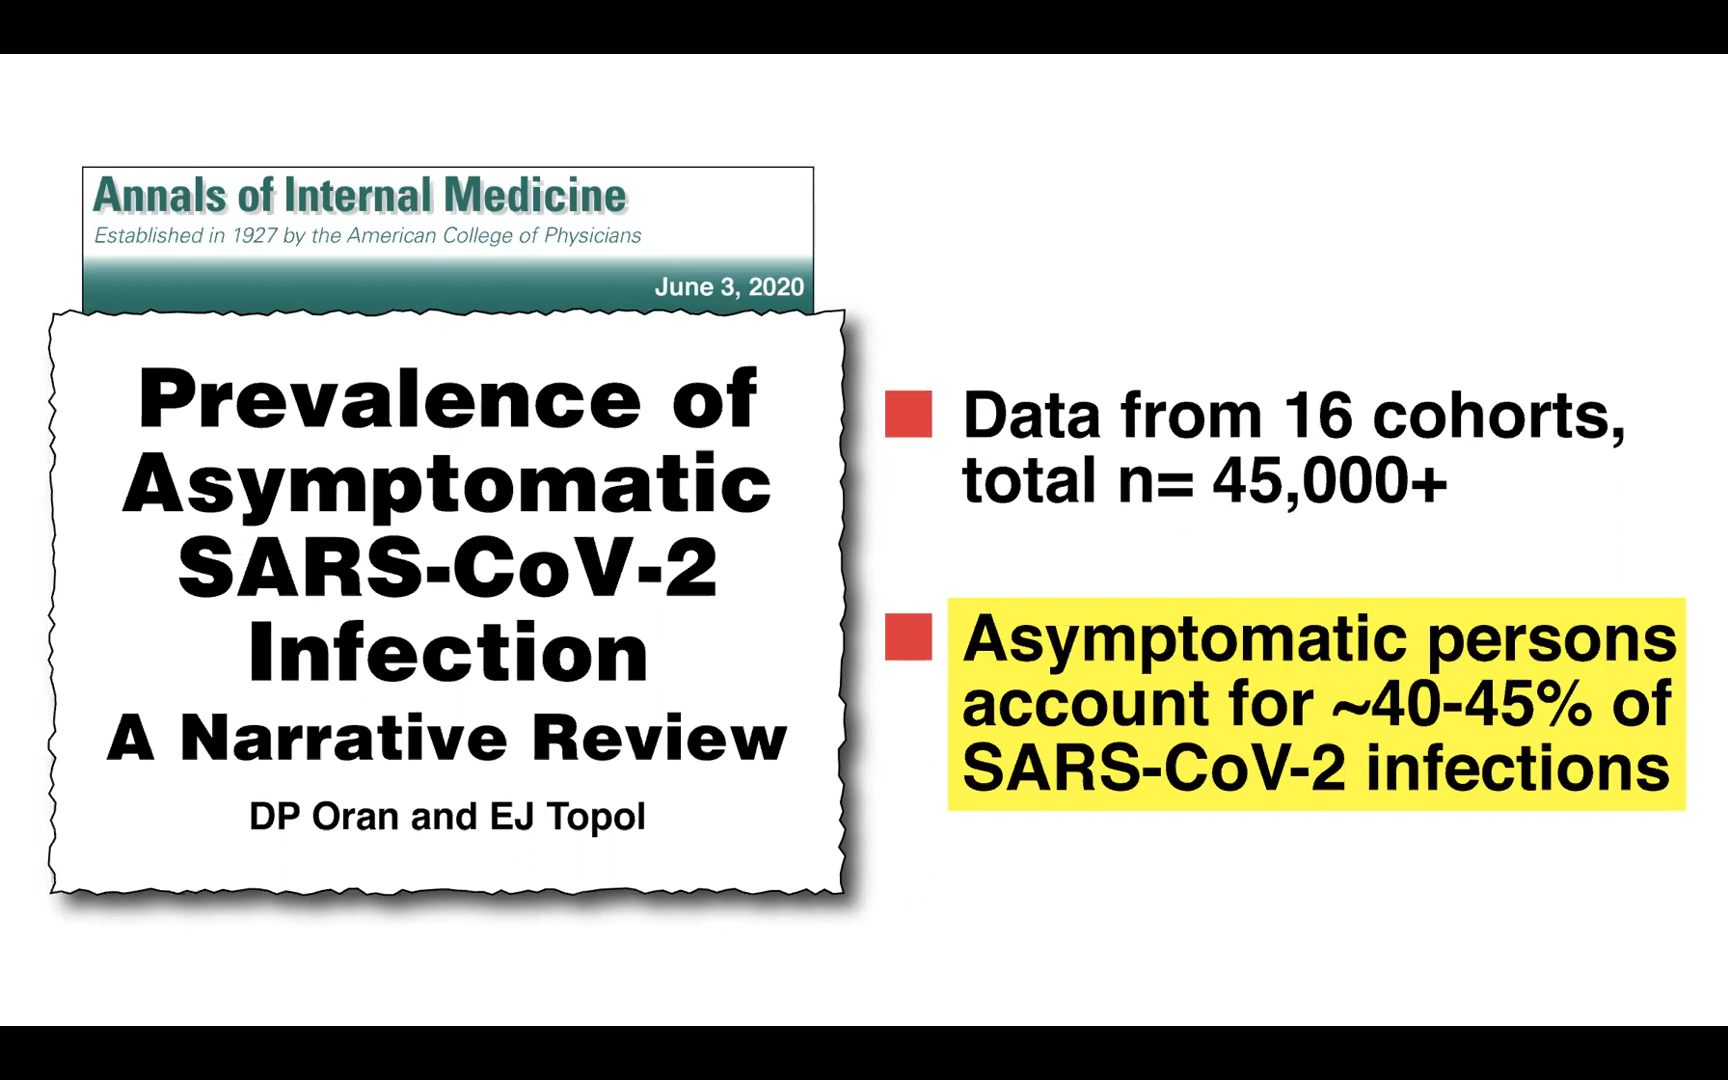 Annals of Internal Medicine
Established in 1927 by the American College of Physicians
June 3, 2020
Prevalence of
Asymptomatic
SARS-CoV-2
Infection
A Narrative Review
DP Oran and EJ Topol
Data from 16 cohorts,
total n= 45,000+
Asymptomatic persons
account for ~40-45% of
SARS-CoV-2 infections